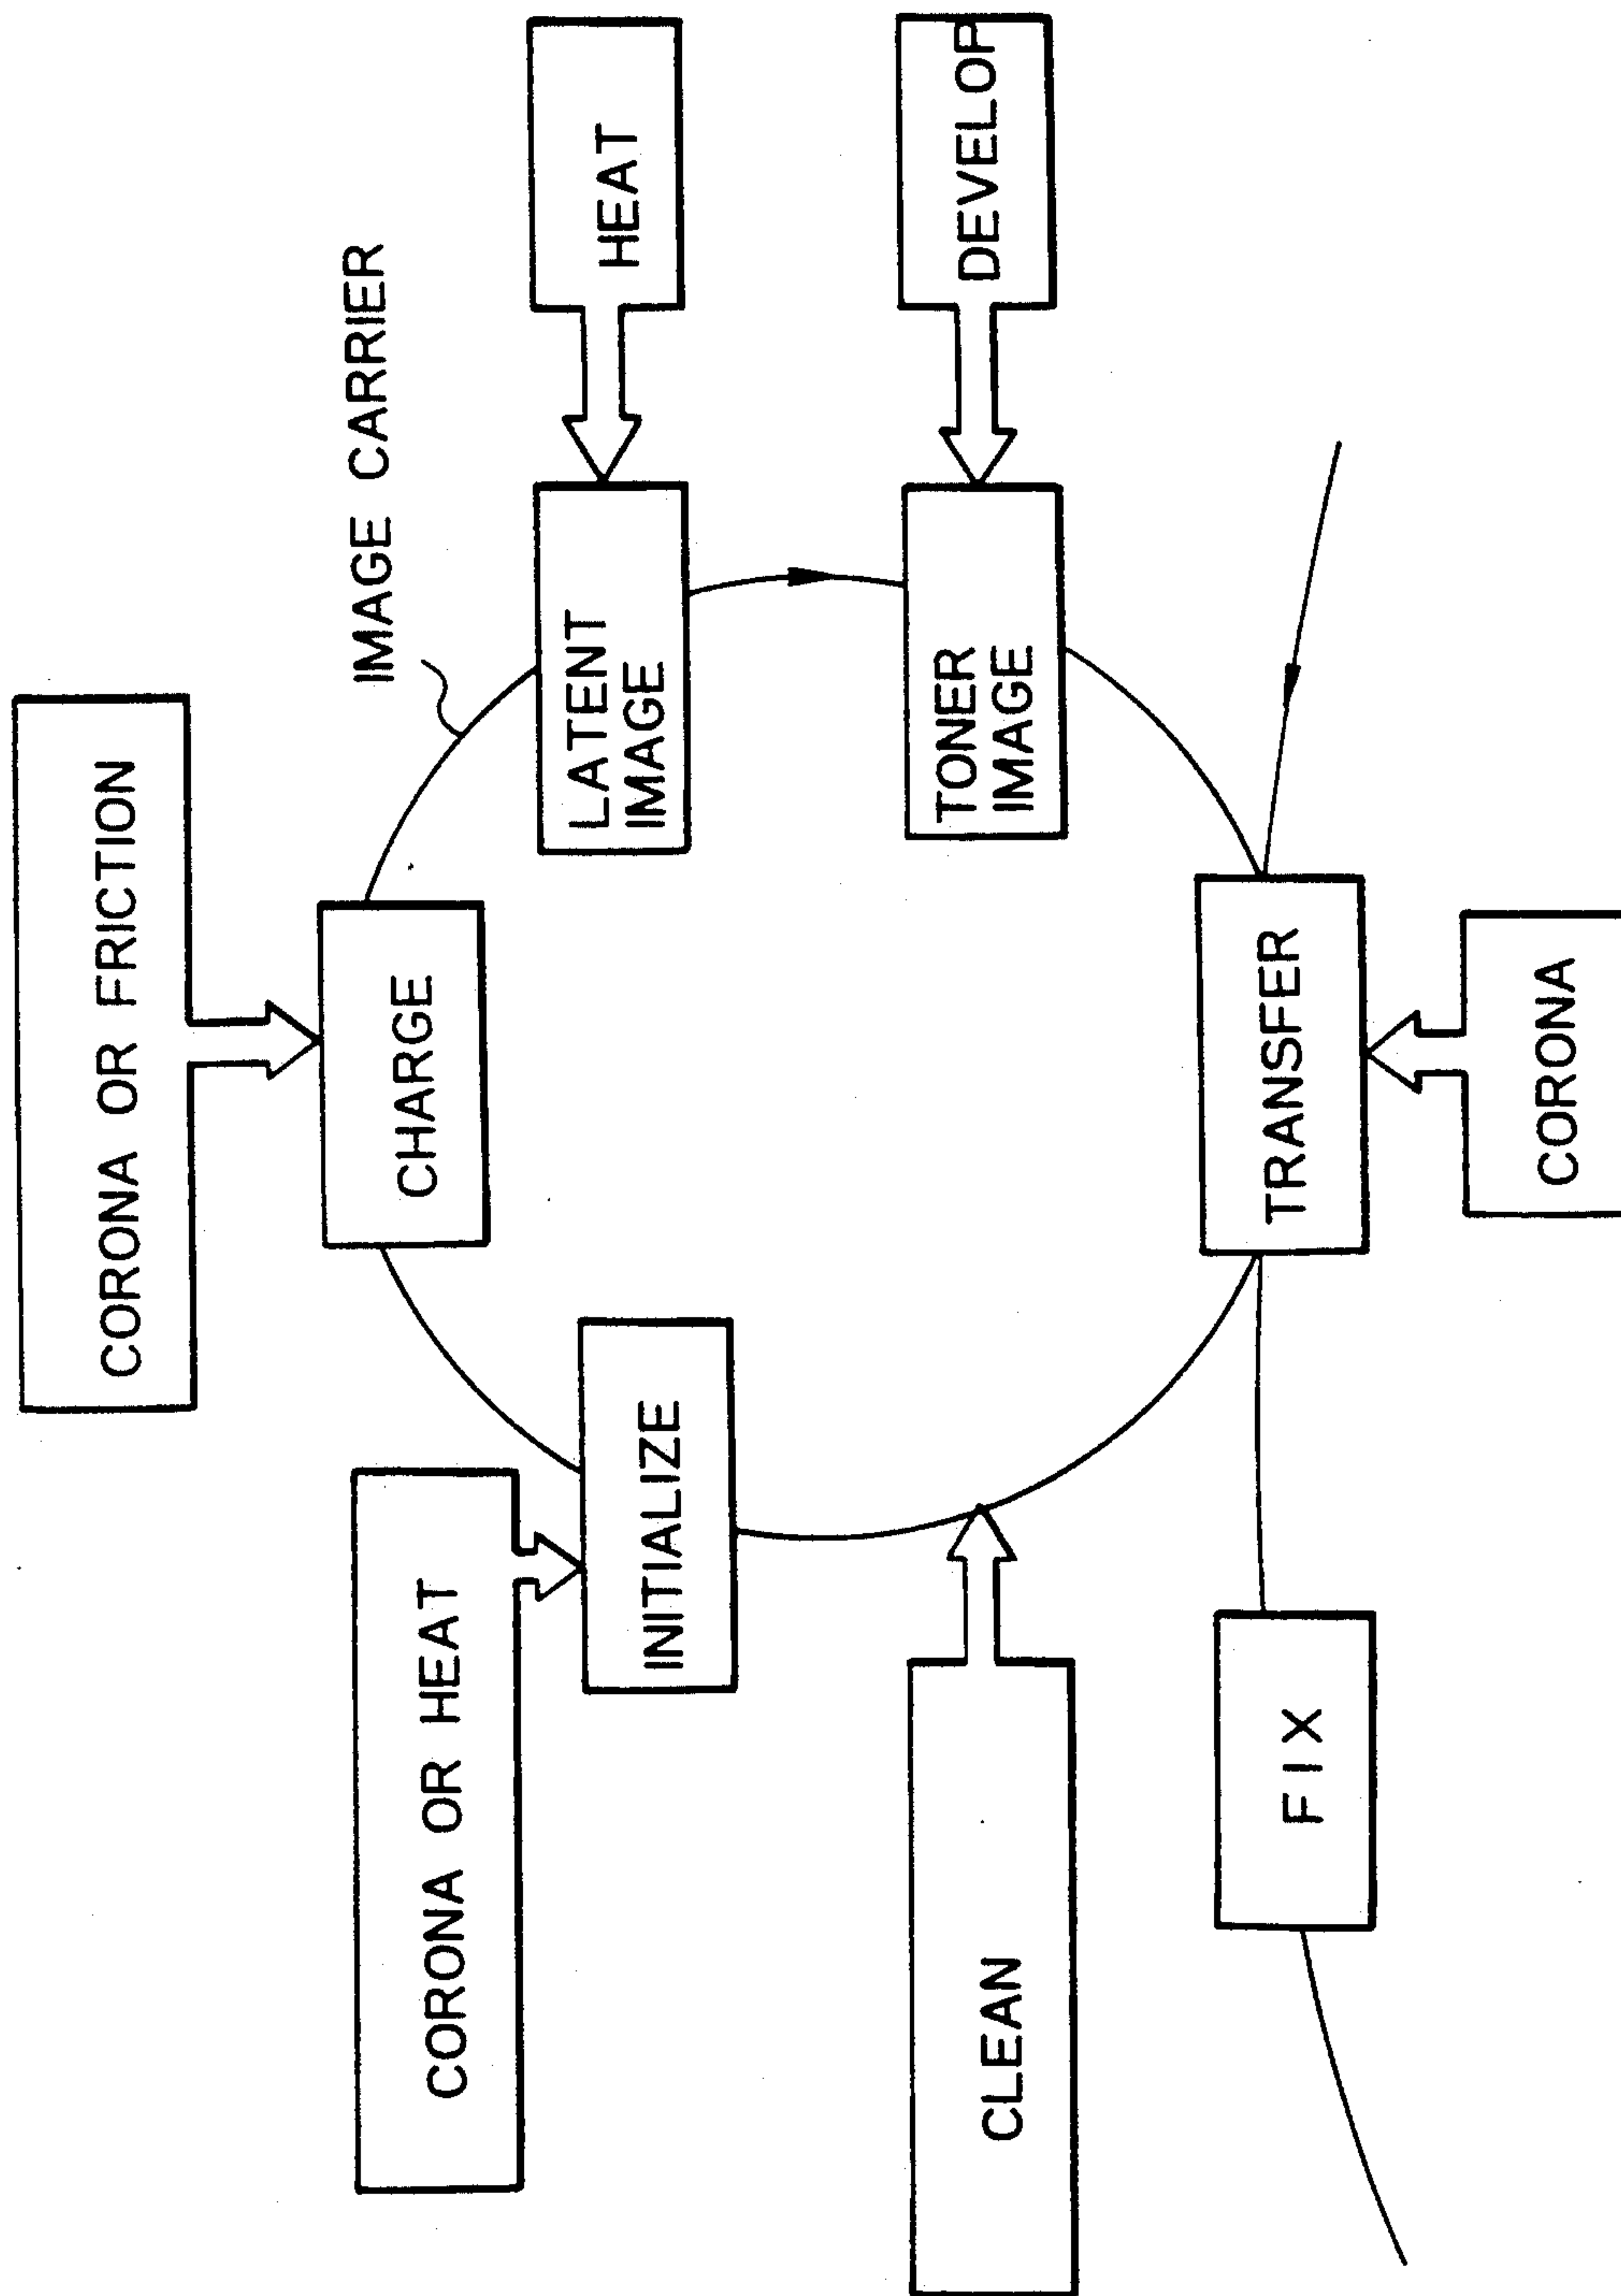 CORONA OR FRICTION
IMAGE CARRIER
CHARGE
HEAT
CORONA OR HEAT
LATENT
IMAGE
INITIALIZE
DEVELOP
TONER
IMAGE
CLEAN
TRANSFER
FIX
CORONA